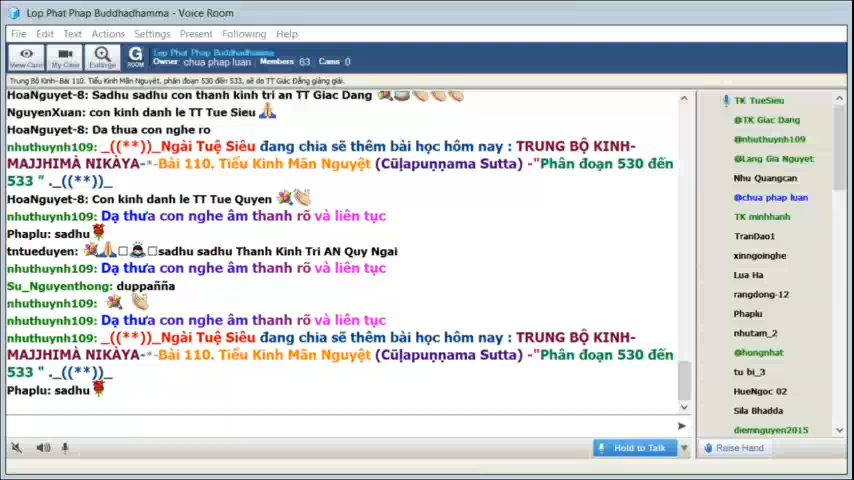 Lop Phat Phap Buddhadhamma - Voice Room
File Edit Text Actions Settings Present Following Help
View Cams My Cam Enlarge G ROOM
Lop Phat Phap Buddhadhamma
Owner: chua phap luan Members: 63 Cams: 0
Trung Bộ Kinh- Bài 110. Tiểu Kinh Mãn Nguyệt, phân đoạn 530 đến 533, sẽ do TT Giác Đẳng giảng giải.
HoaNguyet-8: Sadhu sadhu con thanh kinh tri an TT Giac Dang
NguyenXuan: con kinh danh le TT Tue Sieu
HoaNguyet-8: Da thua con nghe ro
nhuthuynh109: _((**))_Ngài Tuệ Siêu đang chia sẽ thêm bài học hôm nay : TRUNG BỘ KINH-
MAJJHIMÀ NIKÀYA-*-Bài 110. Tiểu Kinh Mãn Nguyệt (Cūḷapuṇṇama Sutta) -"Phân đoạn 530 đến
533 " ._((**))_
HoaNguyet-8: Con kinh danh le TT Tue Quyen
nhuthuynh109: Dạ thưa con nghe âm thanh rõ và liên tục
Phaplu: sadhu
tntueduyen: sadhu sadhu Thanh Kinh Tri AN Quy Ngai
nhuthuynh109: Dạ thưa con nghe âm thanh rõ và liên tục
Su_Nguyenthong: duppañña
nhuthuynh109:
nhuthuynh109: Dạ thưa con nghe âm thanh rõ và liên tục
nhuthuynh109: _((**))_Ngài Tuệ Siêu đang chia sẽ thêm bài học hôm nay : TRUNG BỘ KINH-
MAJJHIMÀ NIKÀYA-*-Bài 110. Tiểu Kinh Mãn Nguyệt (Cūḷapuṇṇama Sutta) -"Phân đoạn 530 đến
533 " ._((**))_
Phaplu: sadhu
TK TueSieu
@TK Giac Dang
@nhuthuynh109
@Lang Gia Nguyet
Nhu Quangcan
@chua phap luan
TK minhhanh
TranDao1
xinngoinghe
Lua Ha
rangdong-12
Phaplu
nhutam_2
@hongnhat
tu bi_3
HueNgoc 02
Sila Bhadda
diemnguyen2015
Hold to Talk
Raise Hand